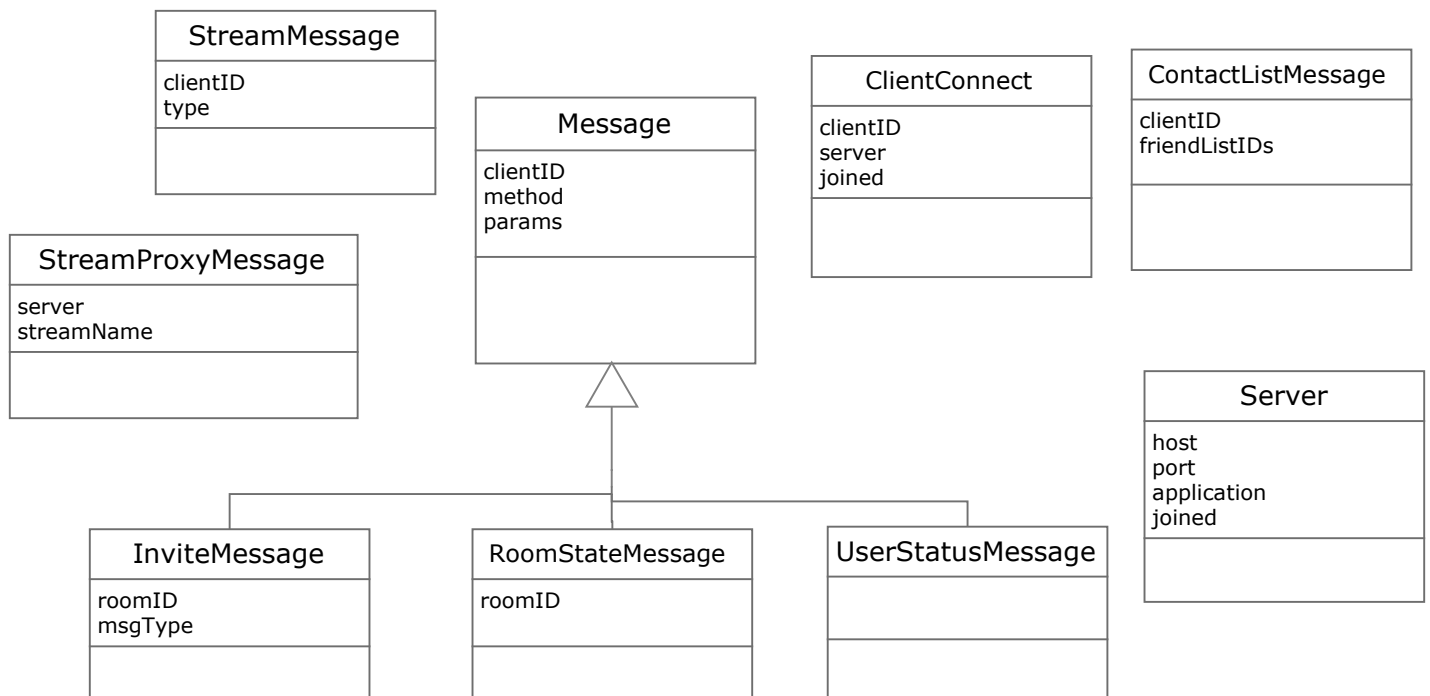 StreamMessage
clientID
type
Message
clientID
method
params
ClientConnect
clientID
server
joined
ContactListMessage
clientID
friendListIDs
StreamProxyMessage
server
streamName
Server
host
port
application
joined
InviteMessage
roomID
msgType
RoomStateMessage
roomID
UserStatusMessage